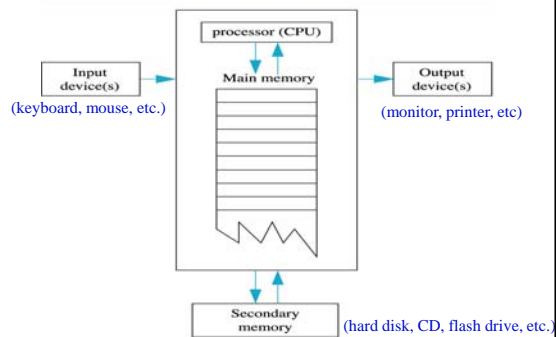 processor (CPU)
Main memory
Input
device(s)
(keyboard, mouse, etc.)
Output
device(s)
(monitor, printer, etc)
Secondary
memory
(hard disk, CD, flash drive, etc.)